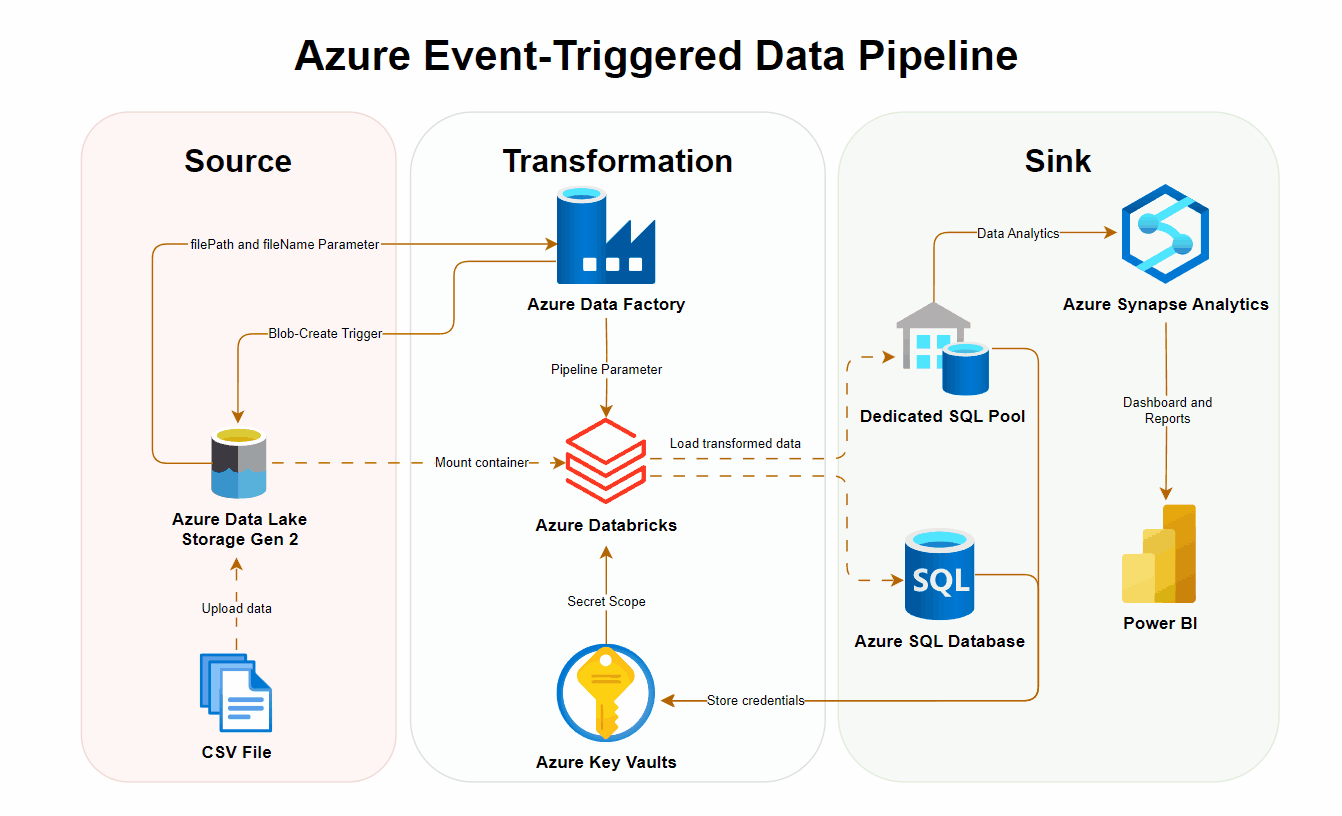 Azure Event-Triggered Data Pipeline
Source
Transformation
Sink
filePath and fileName Parameter
Blob-Create Trigger
Azure Data Lake
Storage Gen 2
Upload data
CSV File
Azure Data Factory
Pipeline Parameter
Mount container
Azure Databricks
Secret Scope
Azure Key Vaults
Load transformed data
Store credentials
Data Analytics
Azure Synapse Analytics
Dedicated SQL Pool
Dashboard and
Reports
SQL
Azure SQL Database
Power BI